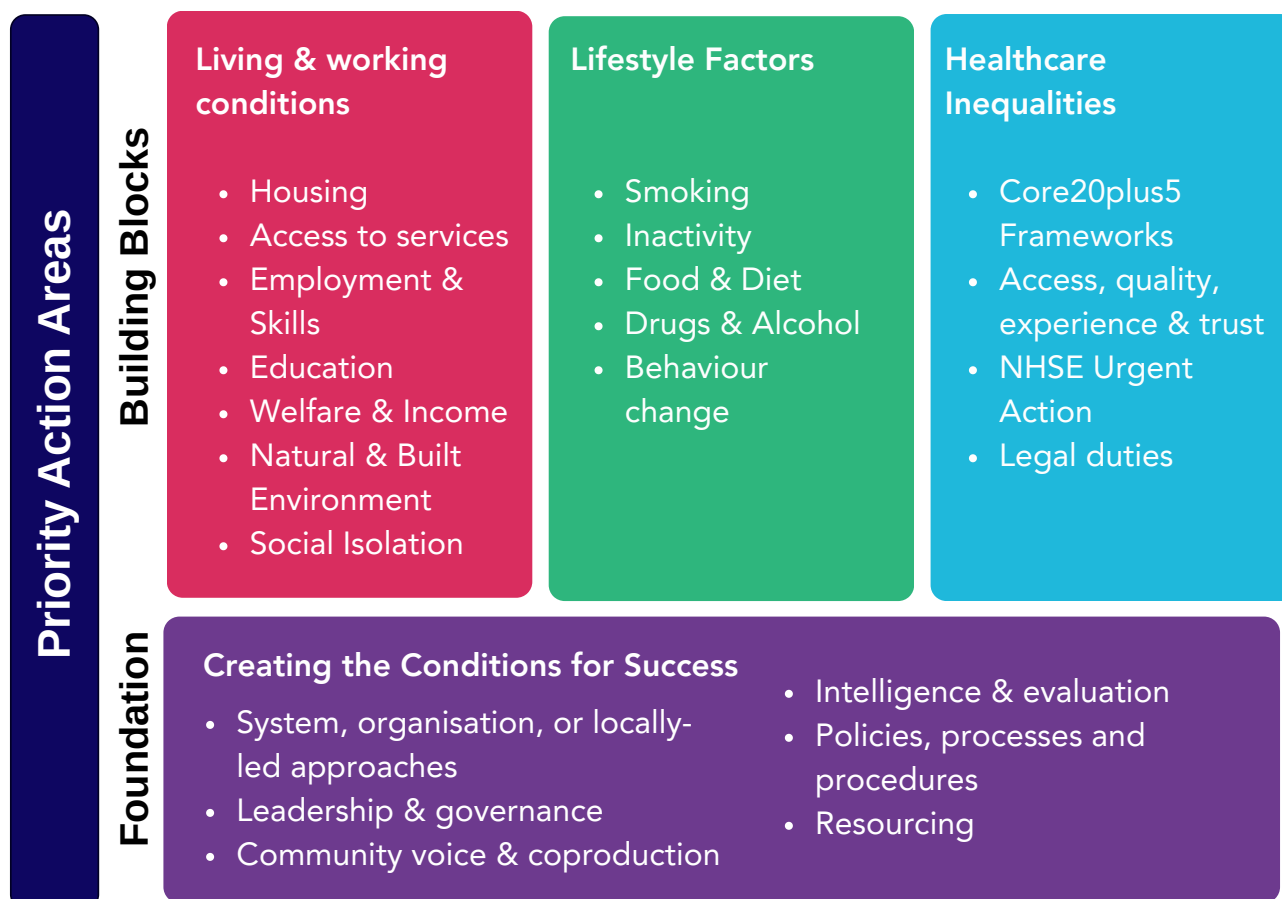 Priority Action Areas
Building Blocks
Living & working
conditions
• Housing
• Access to services
• Employment &
Skills
• Education
• Welfare & Income
• Natural & Built
Environment
• Social Isolation
Lifestyle Factors
• Smoking
• Inactivity
• Food & Diet
• Drugs & Alcohol
• Behaviour
change
Healthcare
Inequalities
• Core20plus5
Frameworks
• Access, quality,
experience & trust
• NHSE Urgent
Action
• Legal duties
Foundation
Creating the Conditions for Success
• System, organisation, or locally-
led approaches
• Leadership & governance
• Community voice & coproduction
• Intelligence & evaluation
• Policies, processes and
procedures
• Resourcing